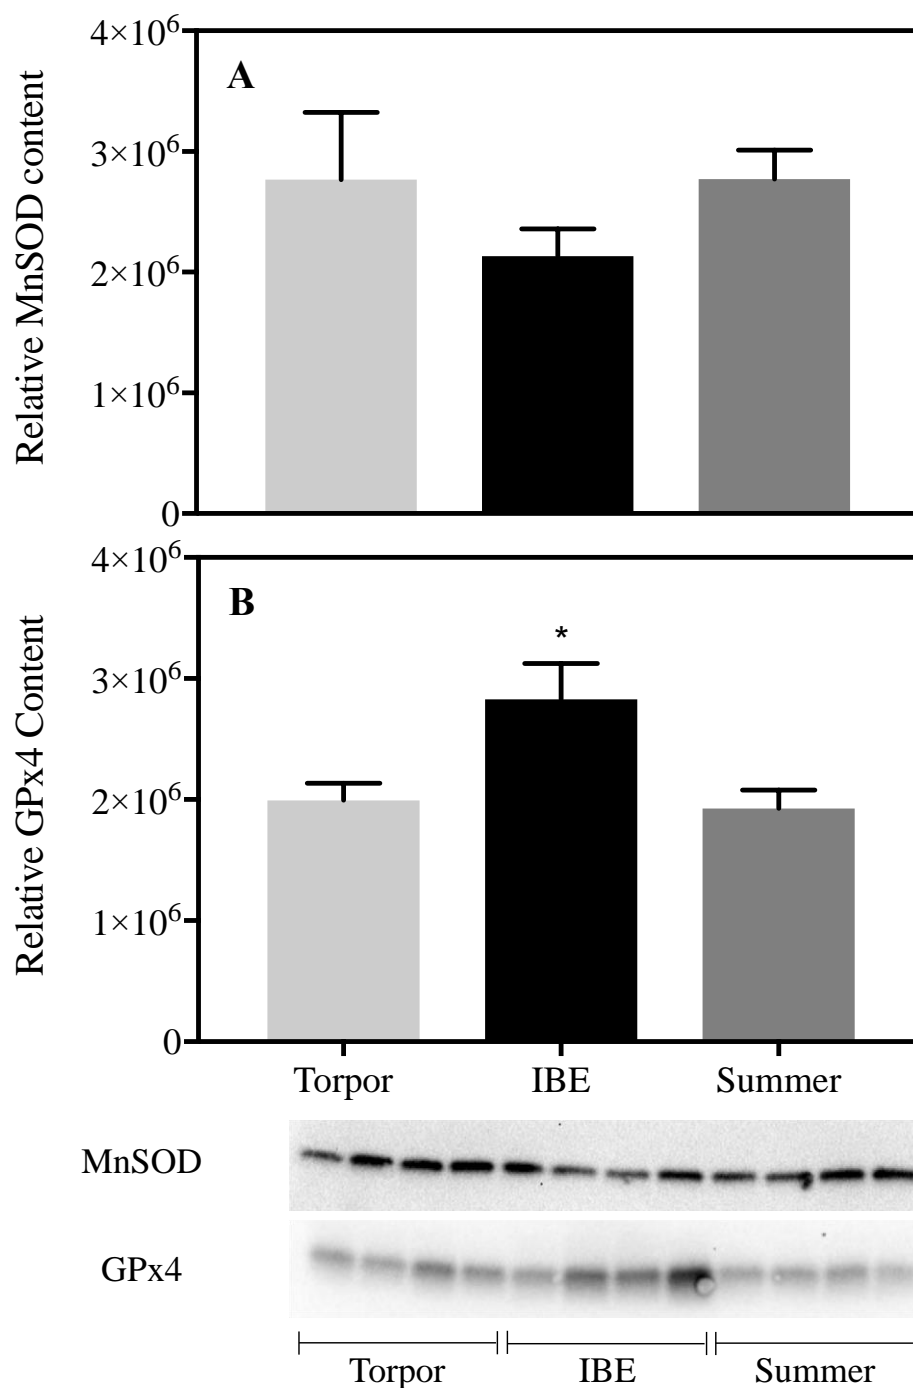 4×10⁶
A
3×10⁶
2×10⁶
1×10⁶
0
Relative MnSOD content
4×10⁶
B
*
3×10⁶
2×10⁶
1×10⁶
0
Relative GPx4 Content
Torpor IBE Summer
MnSOD
GPx4
Torpor IBE Summer